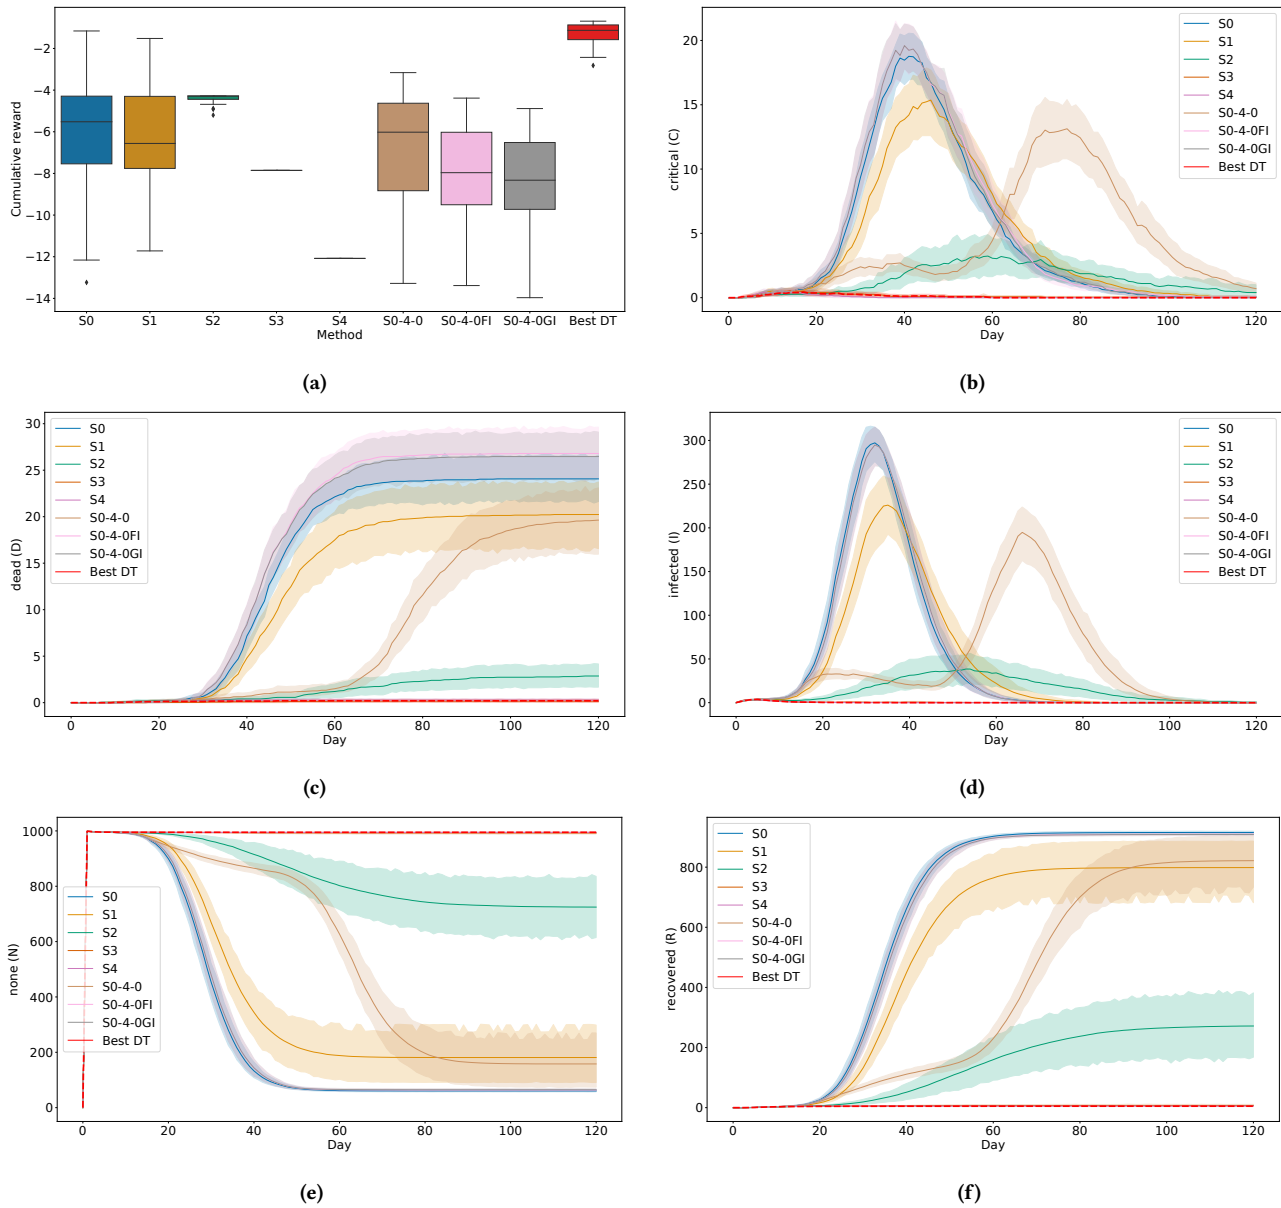 −2
−4
−6
−8
−10
−12
−14
Cumulative reward
S0 S1 S2 S3 S4 S0-4-0 S0-4-0FI S0-4-0GI Best DT
Method
(a)
20
15
10
5
0
critical (C)
S0
S1
S2
S3
S4
S0-4-0
S0-4-0FI
S0-4-0GI
Best DT
0 20 40 60 80 100 120
Day
(b)
30
25
20
15
10
5
0
dead (D)
S0
S1
S2
S3
S4
S0-4-0
S0-4-0FI
S0-4-0GI
Best DT
0 20 40 60 80 100 120
Day
(c)
300
250
200
150
100
50
0
infected (I)
S0
S1
S2
S3
S4
S0-4-0
S0-4-0FI
S0-4-0GI
Best DT
0 20 40 60 80 100 120
Day
(d)
1000
800
600
400
200
0
none (N)
S0
S1
S2
S3
S4
S0-4-0
S0-4-0FI
S0-4-0GI
Best DT
0 20 40 60 80 100 120
Day
(e)
800
600
400
200
0
recovered (R)
S0
S1
S2
S3
S4
S0-4-0
S0-4-0FI
S0-4-0GI
Best DT
0 20 40 60 80 100 120
Day
(f)